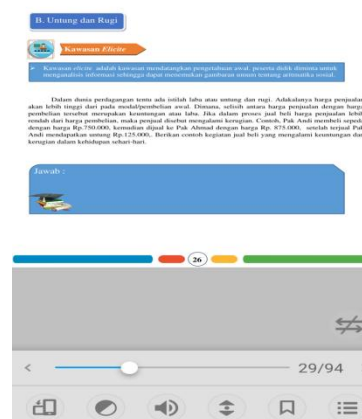 B. Untung dan Rugi
Kawasan Elicite
➢ Kawasan elicite adalah kawasan mendatangkan pengetahuan awal, peserta didik diminta untuk
menganalisis informasi sehingga dapat menemukan gambaran umum tentang aritmatika sosial.
Dalam dunia perdagangan tentu ada istilah laba atau untung dan rugi. Adakalanya harga penjualan
akan lebih tinggi dari pada modal/pembelian awal. Dimana, selisih antara harga penjualan dengan harga
pembelian tersebut merupakan keuntungan atau laba. Jika dalam proses jual beli harga penjualan lebih
rendah dari harga pembelian, maka penjual disebut mengalami kerugian. Contoh, Pak Andi membeli sepeda
dengan harga Rp.750.000, kemudian dijual ke Pak Ahmad dengan harga Rp. 875.000, setelah terjual Pak
Andi mendapatkan untung Rp.125.000,. Berikan contoh kegiatan jual beli yang mengalami keuntungan dan
kerugian dalam kehidupan sehari-hari.
Jawab :
26
29/94